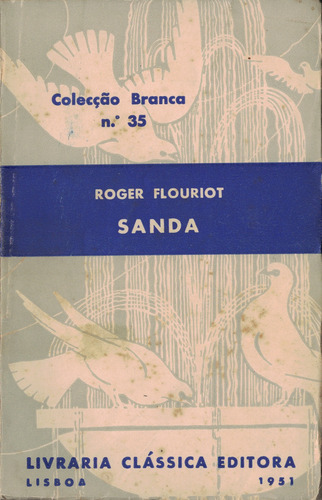 Colecção Branca
n.º 35
ROGER FLOURIOT
SANDA
LIVRARIA CLÁSSICA EDITORA
LISBOA 1951